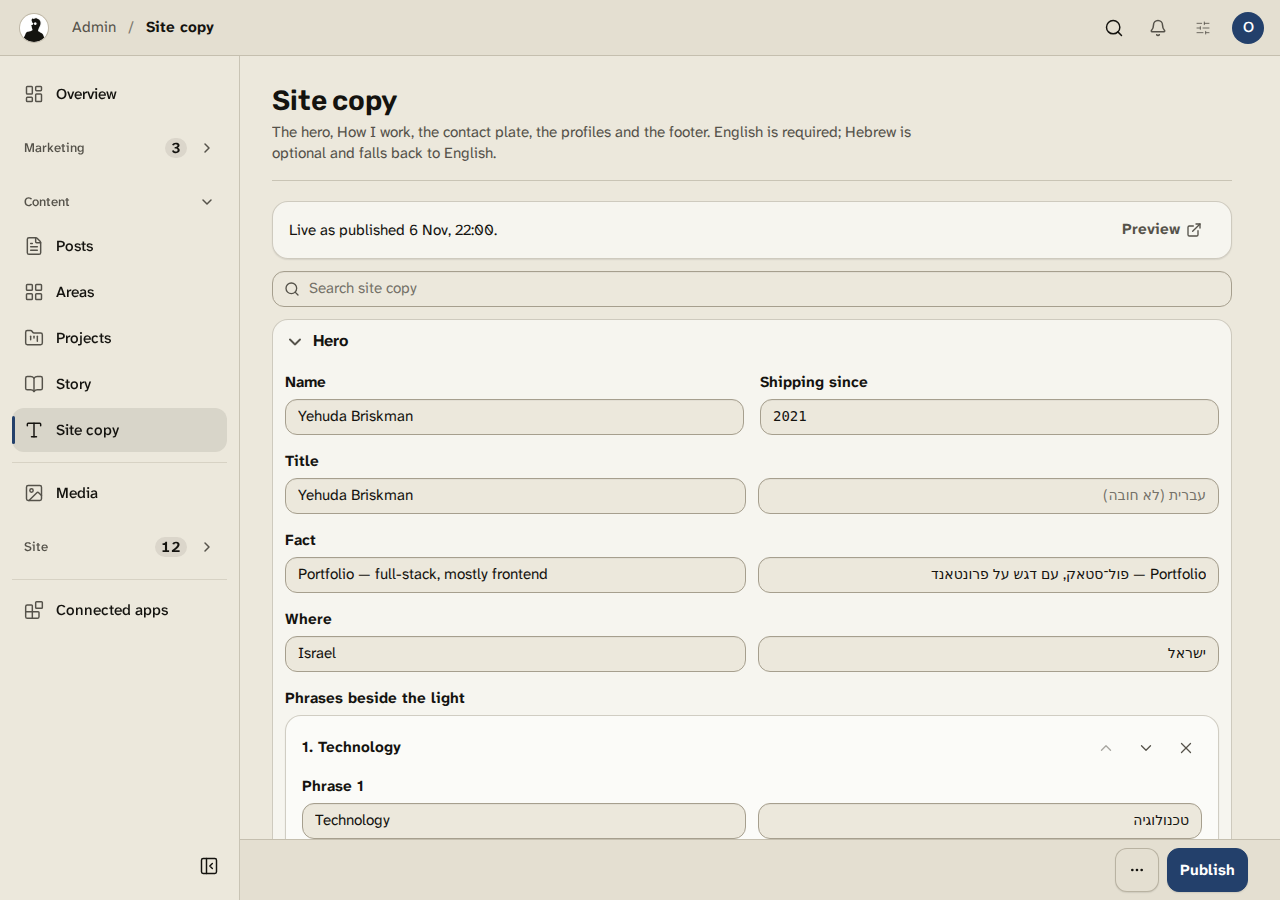 Admin / Site copy
O
Overview
Marketing 3
Content
Posts
Areas
Projects
Story
Site copy
Media
Site 12
Connected apps
Site copy
The hero, How I work, the contact plate, the profiles and the footer. English is required; Hebrew is
optional and falls back to English.
Live as published 6 Nov, 22:00.
Preview
Search site copy
Hero
Name
Shipping since
Yehuda Briskman
2021
Title
Yehuda Briskman
עברית (לא חובה)
Fact
Portfolio — full-stack, mostly frontend
Portfolio — פול־סטאק, עם דגש על פרונטאנד
Where
Israel
ישראל
Phrases beside the light
1. Technology
Phrase 1
Technology
טכנולוגיה
Publish